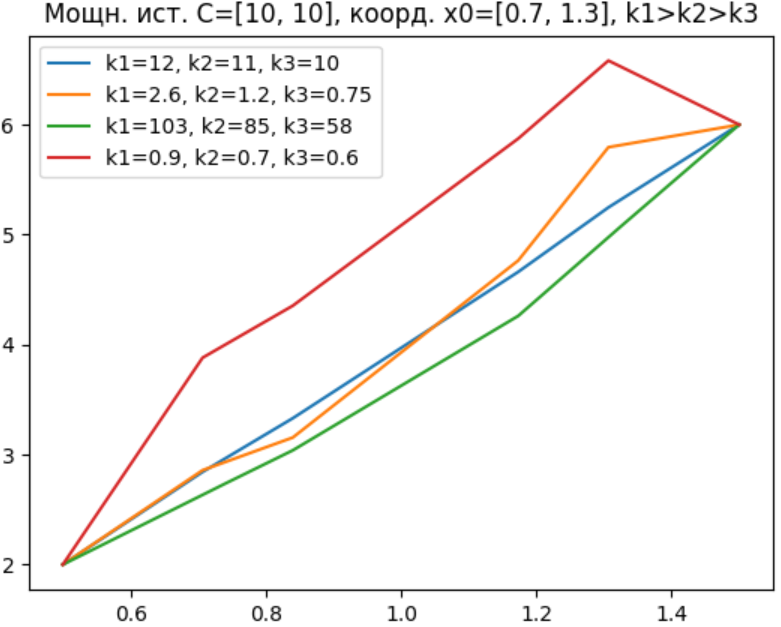 Мощн. ист. C=[10, 10], коорд. x0=[0.7, 1.3], k1>k2>k3
k1=12, k2=11, k3=10
k1=2.6, k2=1.2, k3=0.75
k1=103, k2=85, k3=58
k1=0.9, k2=0.7, k3=0.6
6
5
4
3
2
0.6 0.8 1.0 1.2 1.4